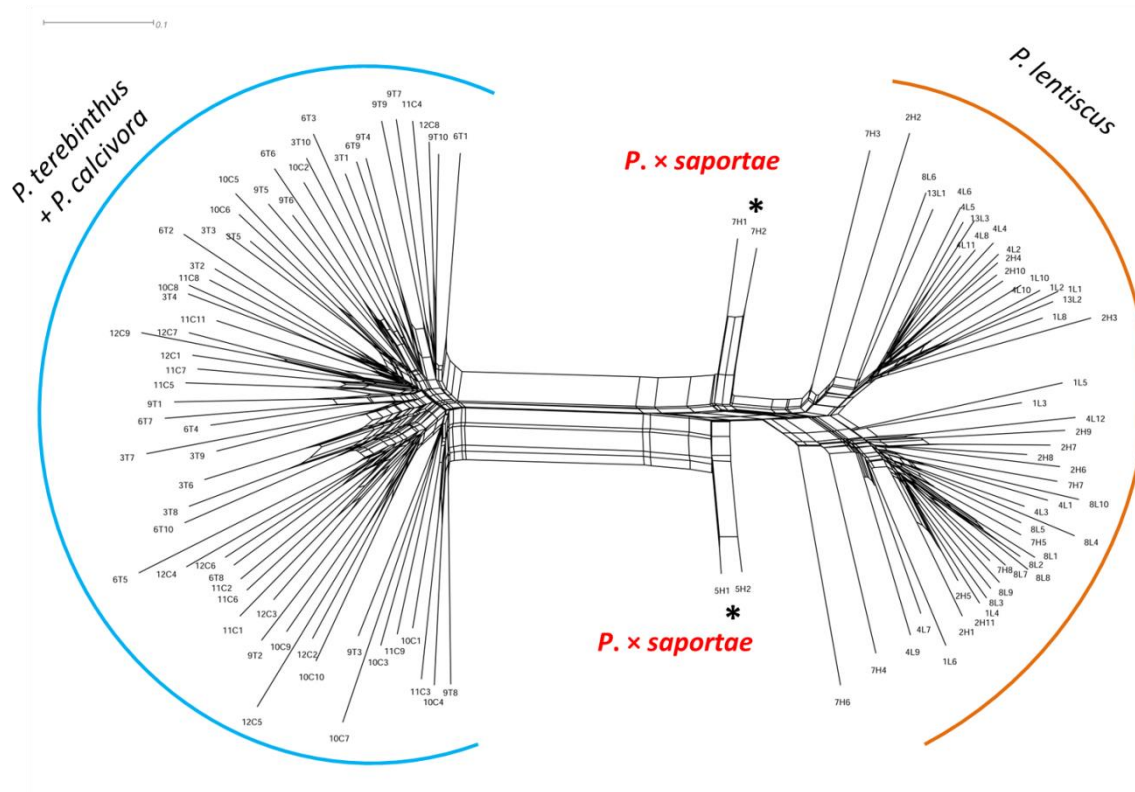 0.1
P. terebinthus
+ P. calcivora
P. lentiscus
P. × saportae
*
7H1
7H2
5H1
5H2
*
P. × saportae
6T1
9T10
12C8
11C4
9T7
9T9
9T4
6T9
3T1
6T3
3T10
10C2
6T6
9T6
9T5
10C5
10C6
3T5
3T3
6T2
3T2
11C8
10C8
3T4
11C11
12C9
12C7
12C1
11C7
11C5
9T1
6T7
6T4
3T7
3T9
3T6
3T8
6T10
6T5
12C4
12C6
6T8
11C2
11C6
12C3
11C1
9T2
10C9
12C2
10C10
12C5
10C7
9T3
10C3
11C9
10C1
11C3
10C4
9T8
7H3
2H2
8L6
13L1
4L6
4L5
13L3
4L4
4L8
4L11
4L2
2H4
2H10
1L10
4L10
1L2
1L1
13L2
1L8
2H3
1L5
1L3
4L12
2H9
2H7
2H8
2H6
7H7
8L10
4L1
4L3
8L4
8L5
7H5
8L1
8L2
8L8
8L7
7H8
8L9
8L3
2H5
1L4
2H11
2H1
4L7
1L6
4L9
7H4
7H6